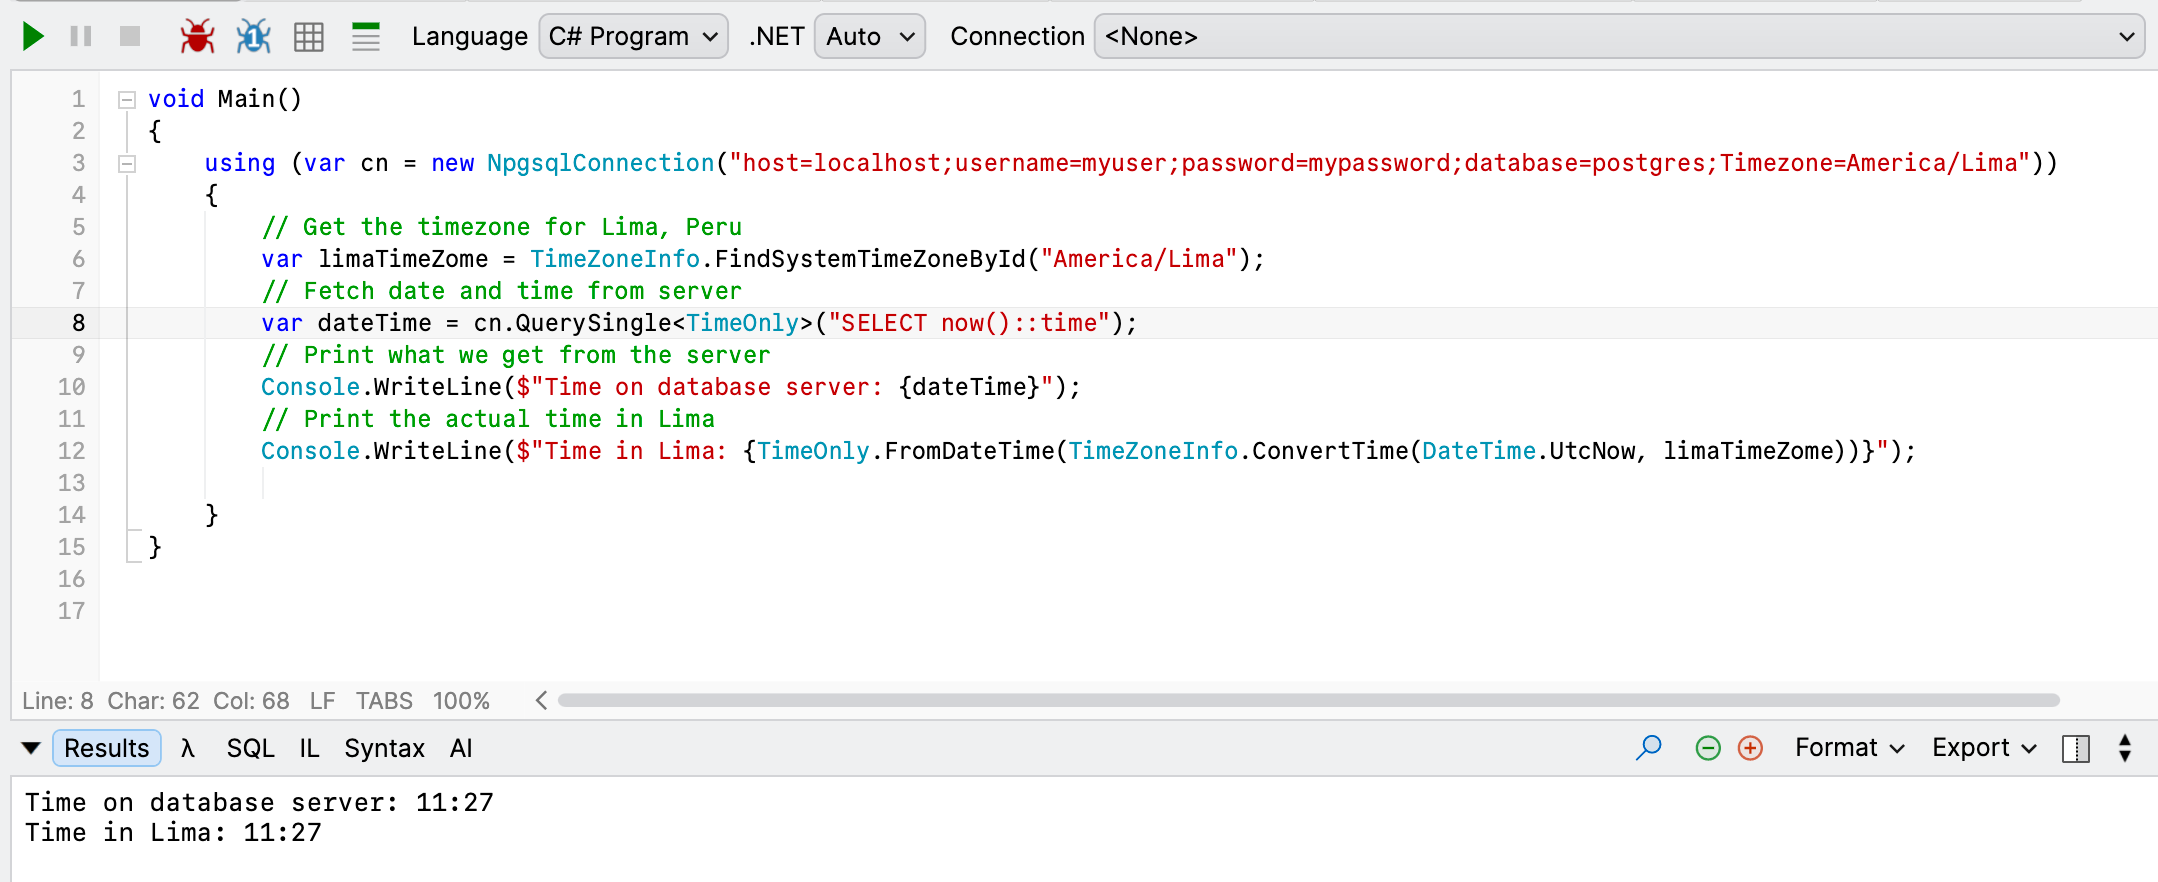 Language C# Program .NET Auto Connection <None>
1 void Main()
2 {
3 using (var cn = new NpgsqlConnection("host=localhost;username=myuser;password=mypassword;database=postgres;Timezone=America/Lima"))
4 {
5 // Get the timezone for Lima, Peru
6 var limaTimeZome = TimeZoneInfo.FindSystemTimeZoneById("America/Lima");
7 // Fetch date and time from server
8 var dateTime = cn.QuerySingle<TimeOnly>("SELECT now()::time");
9 // Print what we get from the server
10 Console.WriteLine($"Time on database server: {dateTime}");
11 // Print the actual time in Lima
12 Console.WriteLine($"Time in Lima: {TimeOnly.FromDateTime(TimeZoneInfo.ConvertTime(DateTime.UtcNow, limaTimeZome))}");
13
14 }
15 }
16
17
Line: 8 Char: 62 Col: 68 LF TABS 100%
Results λ SQL IL Syntax AI Format Export
Time on database server: 11:27
Time in Lima: 11:27